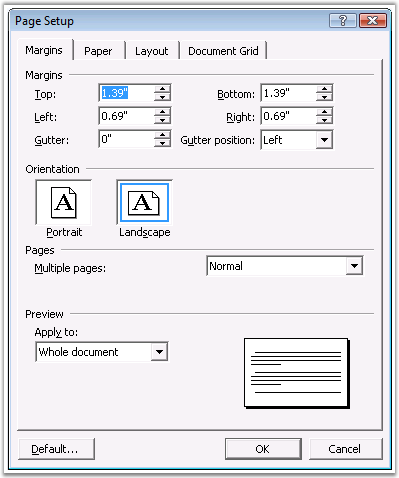 Page Setup
Margins Paper Layout Document Grid
Margins
Top: 1.39" Bottom: 1.39"
Left: 0.69" Right: 0.69"
Gutter: 0" Gutter position: Left
Orientation
A A
Portrait Landscape
Pages
Multiple pages: Normal
Preview
Apply to:
Whole document
Default... OK Cancel